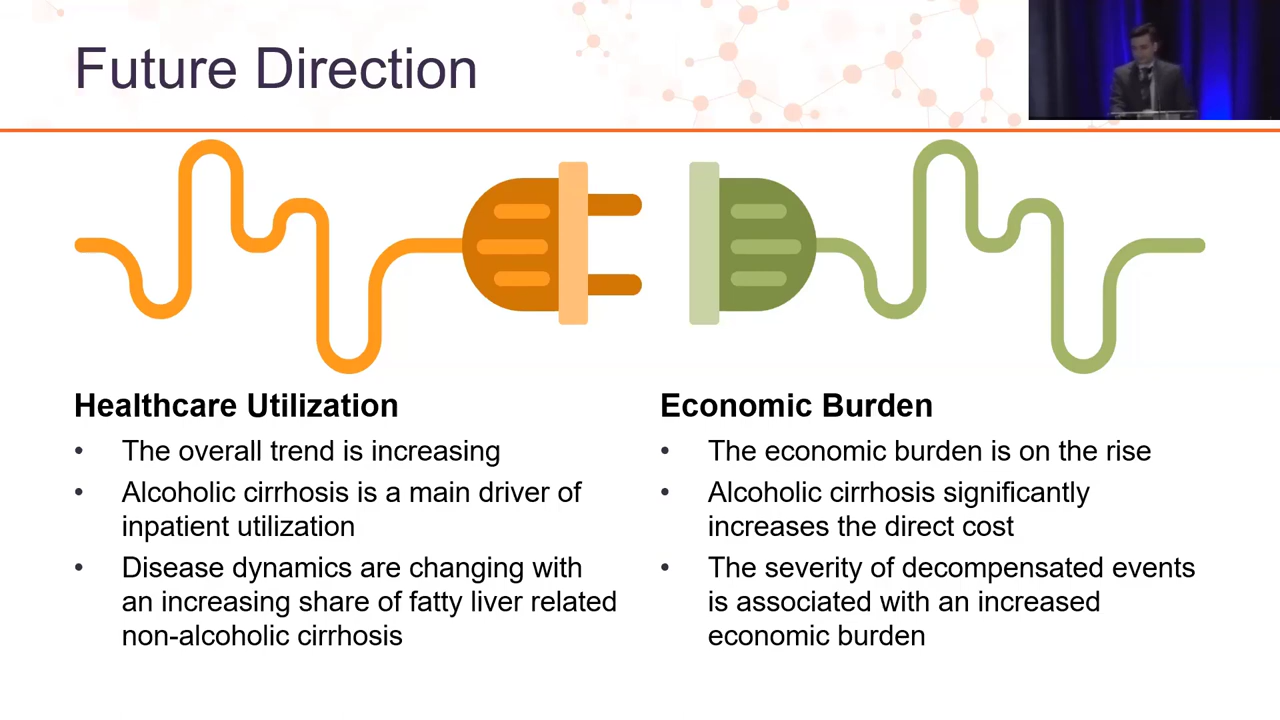 Future Direction
Healthcare Utilization
• The overall trend is increasing
• Alcoholic cirrhosis is a main driver of
inpatient utilization
• Disease dynamics are changing with
an increasing share of fatty liver related
non-alcoholic cirrhosis
Economic Burden
• The economic burden is on the rise
• Alcoholic cirrhosis significantly
increases the direct cost
• The severity of decompensated events
is associated with an increased
economic burden